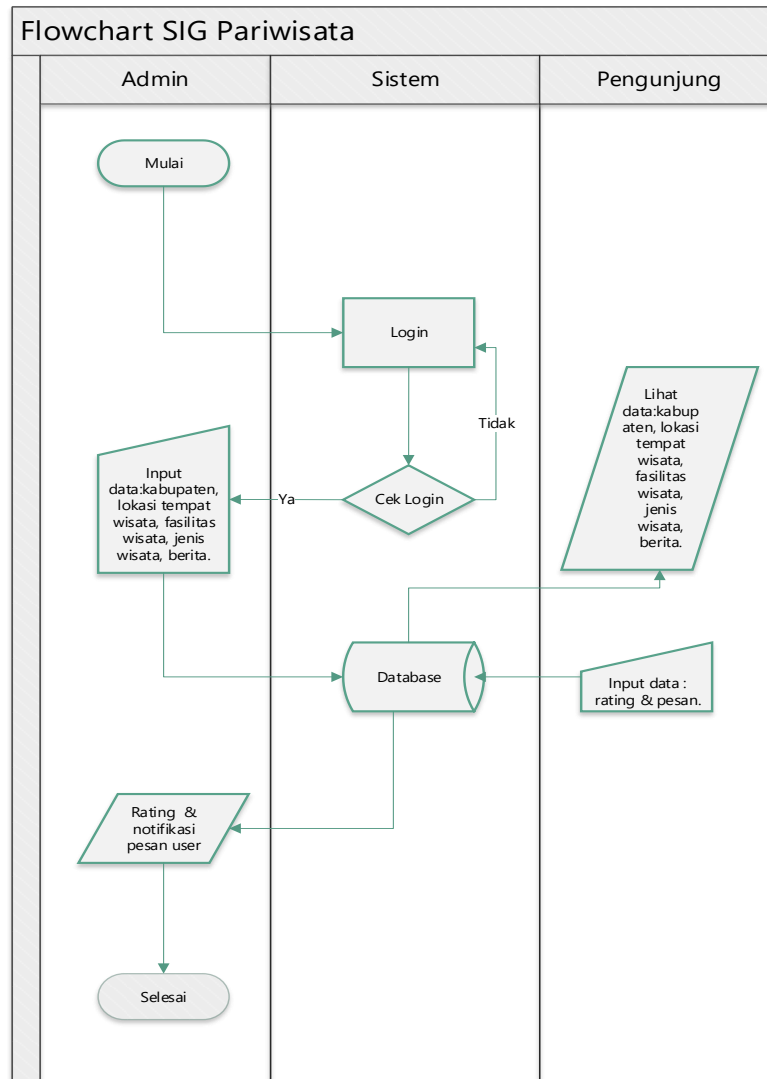 Flowchart SIG Pariwisata
Admin
Sistem
Pengunjung
Mulai
Login
Tidak
Lihat
data:kabup
aten, lokasi
tempat
wisata,
fasilitas
wisata,
jenis
wisata,
berita.
Input
data:kabupaten,
lokasi tempat
wisata, fasilitas
wisata, jenis
wisata, berita.
Ya
Cek Login
Database
Input data :
rating & pesan.
Rating &
notifikasi
pesan user
Selesai